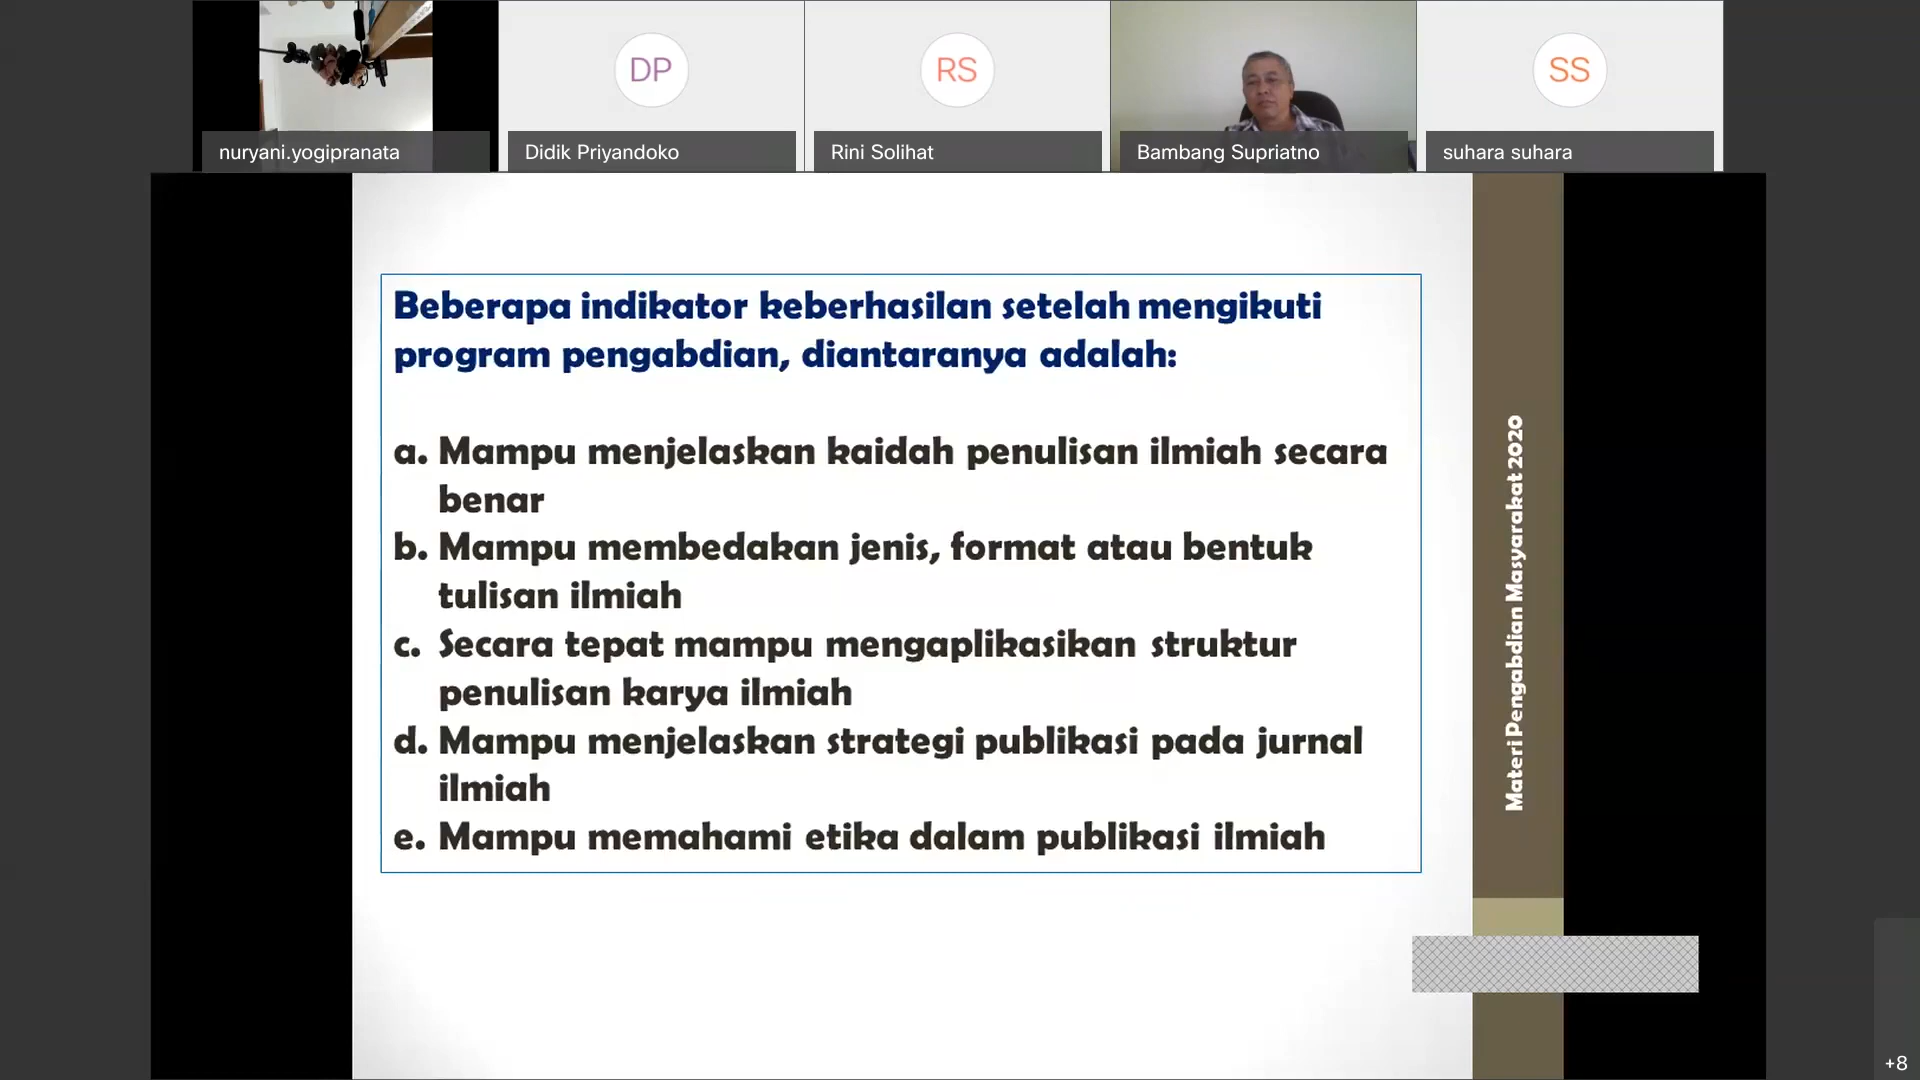 DP
RS
SS
nuryani.yogipranata
Didik Priyandoko
Rini Solihat
Bambang Supriatno
suhara suhara
Beberapa indikator keberhasilan setelah mengikuti
program pengabdian, diantaranya adalah:
a. Mampu menjelaskan kaidah penulisan ilmiah secara
benar
b. Mampu membedakan jenis, format atau bentuk
tulisan ilmiah
c. Secara tepat mampu mengaplikasikan struktur
penulisan karya ilmiah
d. Mampu menjelaskan strategi publikasi pada jurnal
ilmiah
e. Mampu memahami etika dalam publikasi ilmiah
Materi Pengabdian Masyarakat 2020
+8